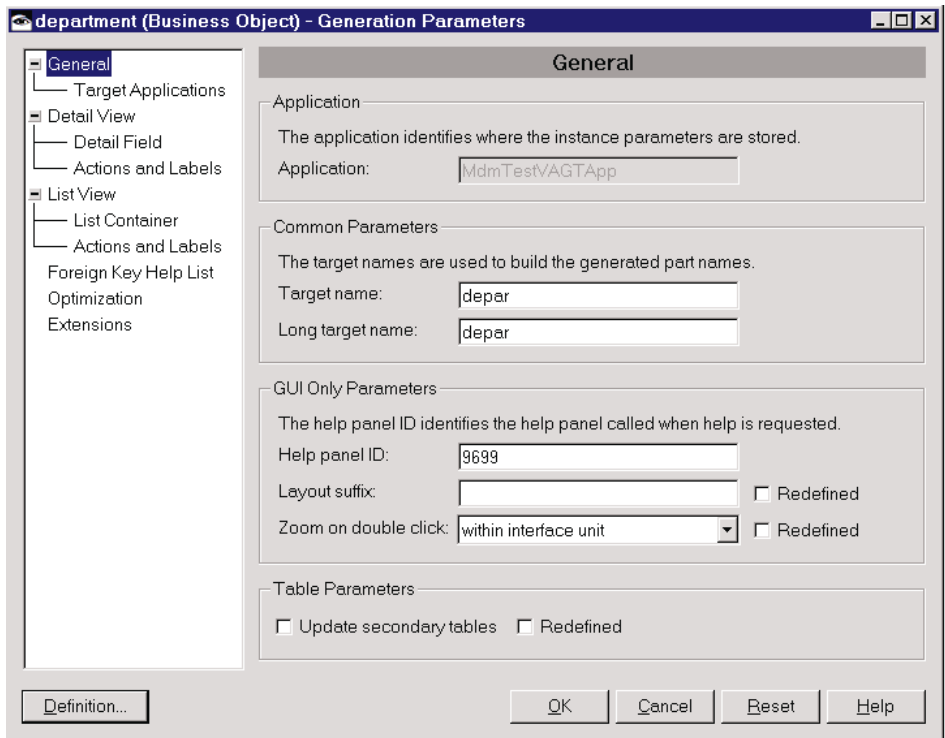 department (Business Object) - Generation Parameters
General
Target Applications
Detail View
Detail Field
Actions and Labels
List View
List Container
Actions and Labels
Foreign Key Help List
Optimization
Extensions
General
Application
The application identifies where the instance parameters are stored.
Application: MdmTestVAGTApp
Common Parameters
The target names are used to build the generated part names.
Target name: depar
Long target name: depar
GUI Only Parameters
The help panel ID identifies the help panel called when help is requested.
Help panel ID: 9699
Layout suffix: Redefined
Zoom on double click: within interface unit Redefined
Table Parameters
Update secondary tables Redefined
Definition... OK Cancel Reset Help